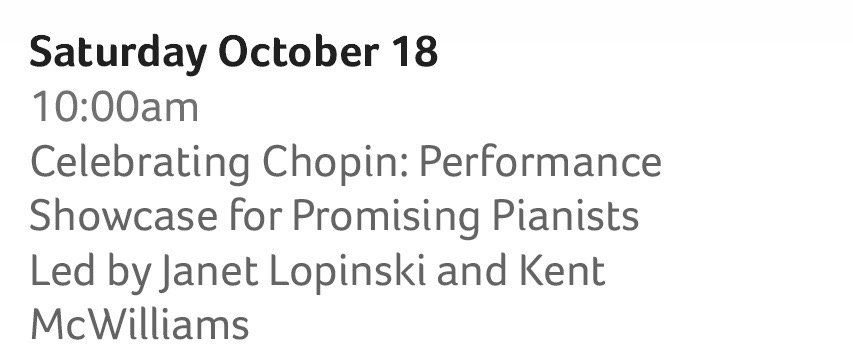 Saturday October 18
10:00am
Celebrating Chopin: Performance
Showcase for Promising Pianists
Led by Janet Lopinski and Kent
McWilliams